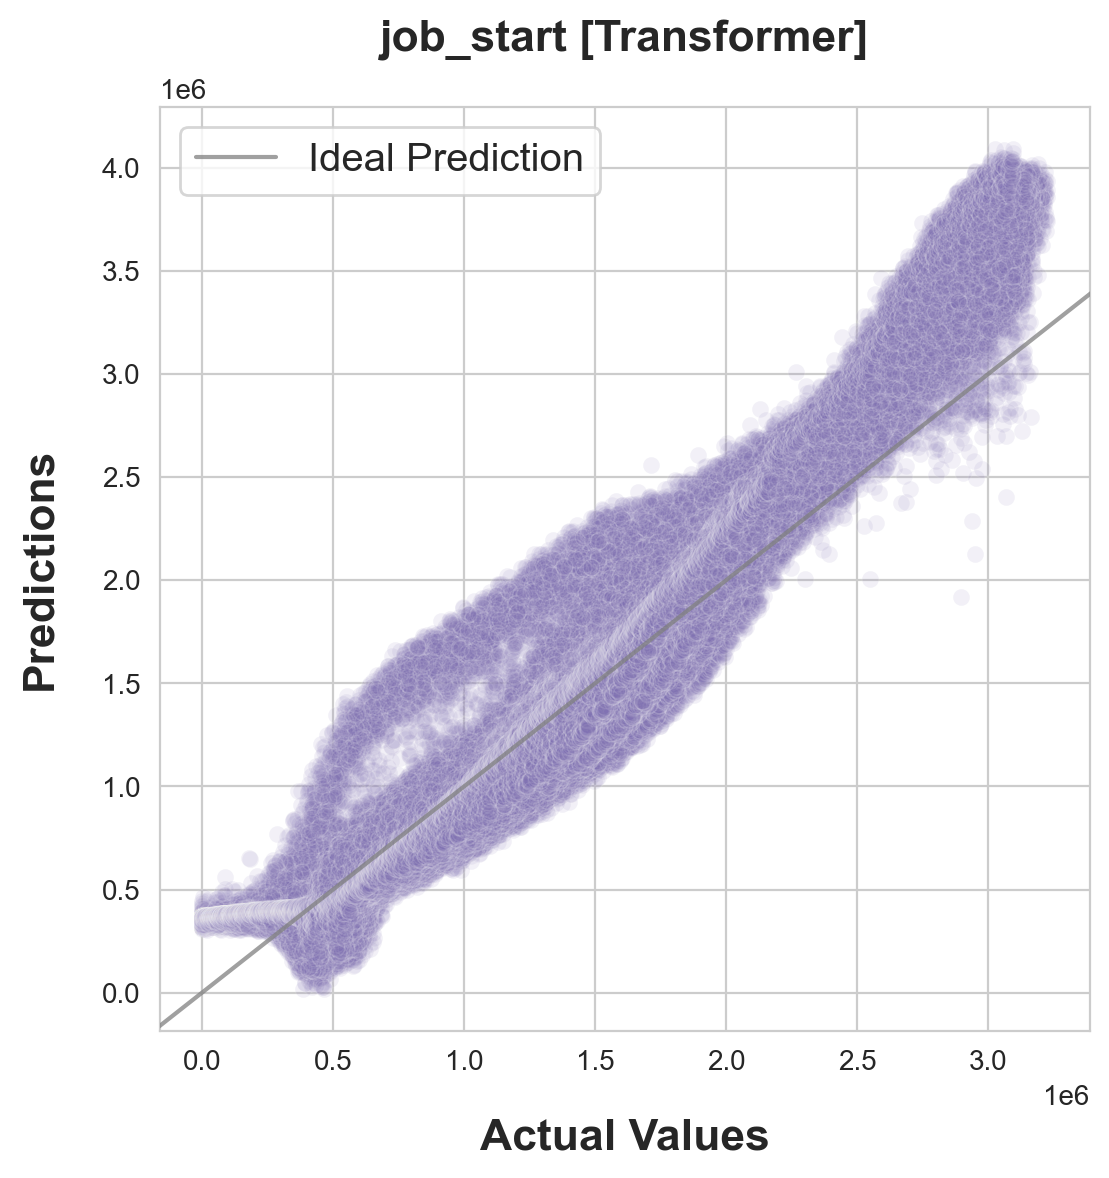 job_start [Transformer]
1e6
Ideal Prediction
4.0
3.5
3.0
2.5
2.0
1.5
1.0
0.5
0.0
Predictions
0.0 0.5 1.0 1.5 2.0 2.5 3.0
1e6
Actual Values